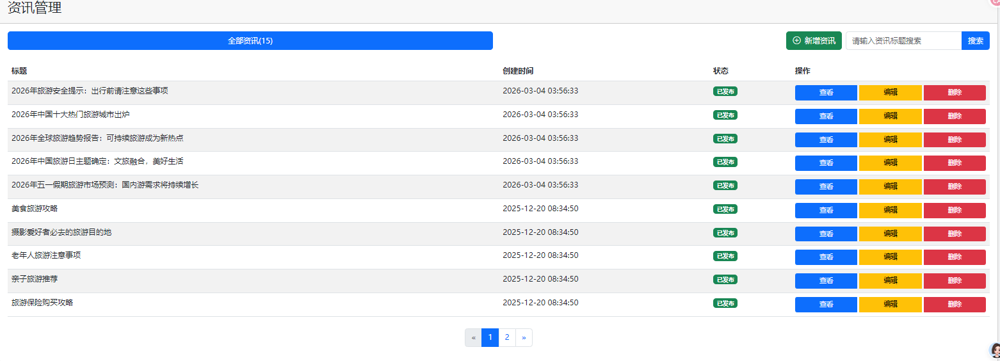 资讯管理
全部资讯(15) 新增资讯 请输入资讯标题搜索 搜索
标题 创建时间 状态 操作
2026年旅游安全提示：出行前请注意这些事项 2026-03-04 03:56:33 已发布 查看 编辑 删除
2026年中国十大热门旅游城市出炉 2026-03-04 03:56:33 已发布 查看 编辑 删除
2026年全球旅游趋势报告：可持续旅游成为新热点 2026-03-04 03:56:33 已发布 查看 编辑 删除
2026年中国旅游日主题确定：文旅融合，美好生活 2026-03-04 03:56:33 已发布 查看 编辑 删除
2026年五一假期旅游市场预测：国内游需求将持续增长 2026-03-04 03:56:33 已发布 查看 编辑 删除
美食旅游攻略 2025-12-20 08:34:50 已发布 查看 编辑 删除
摄影爱好者必去的旅游目的地 2025-12-20 08:34:50 已发布 查看 编辑 删除
老年人旅游注意事项 2025-12-20 08:34:50 已发布 查看 编辑 删除
亲子旅游推荐 2025-12-20 08:34:50 已发布 查看 编辑 删除
旅游保险购买攻略 2025-12-20 08:34:50 已发布 查看 编辑 删除
« 1 2 »